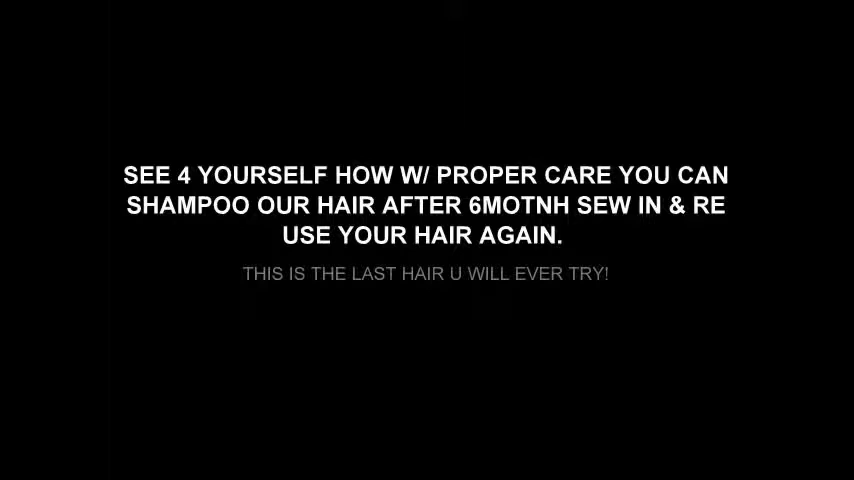 SEE 4 YOURSELF HOW W/ PROPER CARE YOU CAN
SHAMPOO OUR HAIR AFTER 6MOTNH SEW IN & RE
USE YOUR HAIR AGAIN.
THIS IS THE LAST HAIR U WILL EVER TRY!